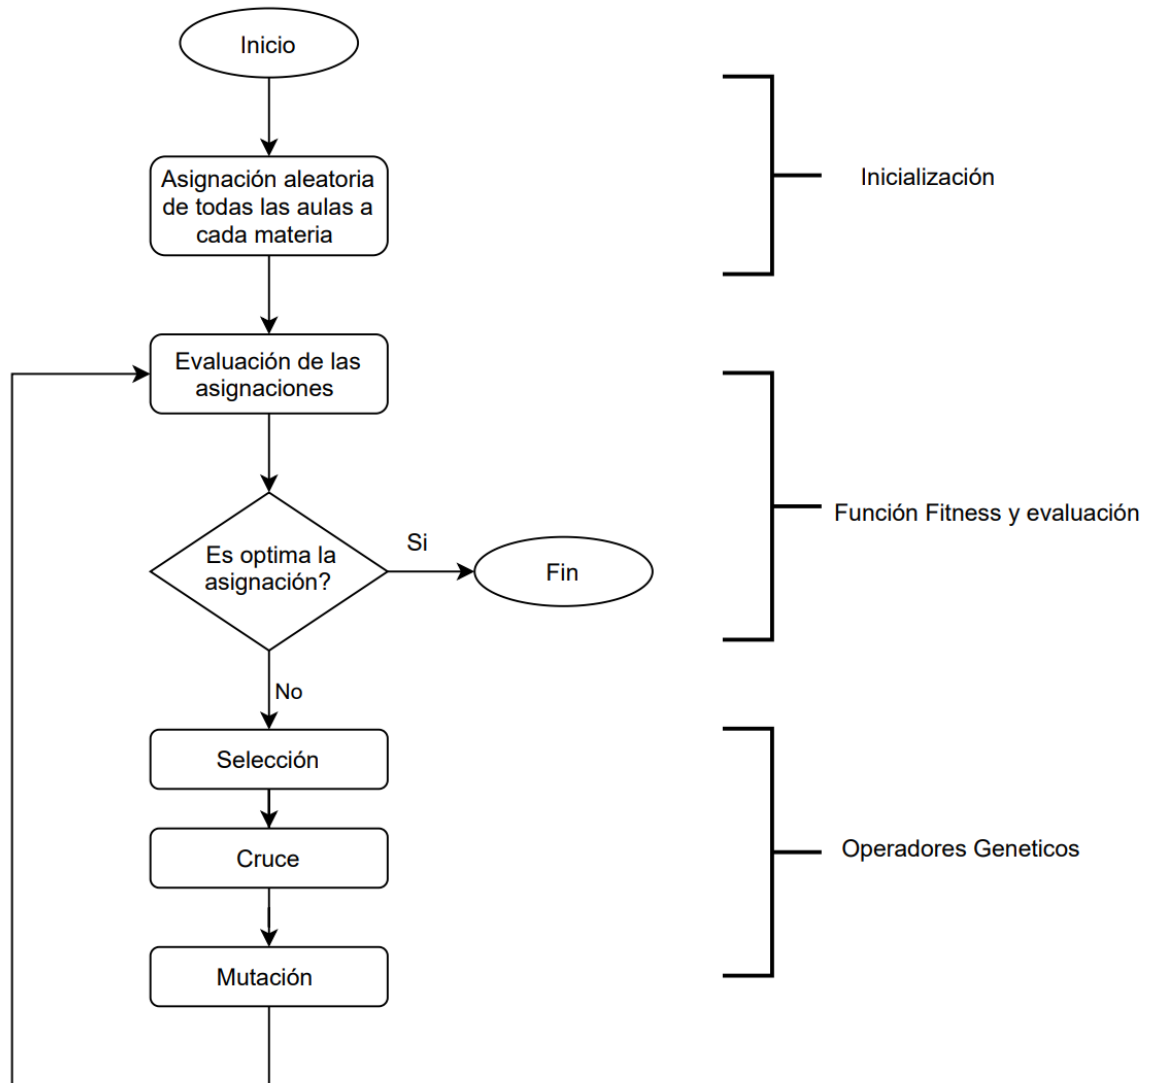 Inicio
Asignación aleatoria
de todas las aulas a
cada materia
Inicialización
Evaluación de las
asignaciones
Función Fitness y evaluación
Es optima la
asignación?
Si
Fin
No
Selección
Cruce
Operadores Geneticos
Mutación